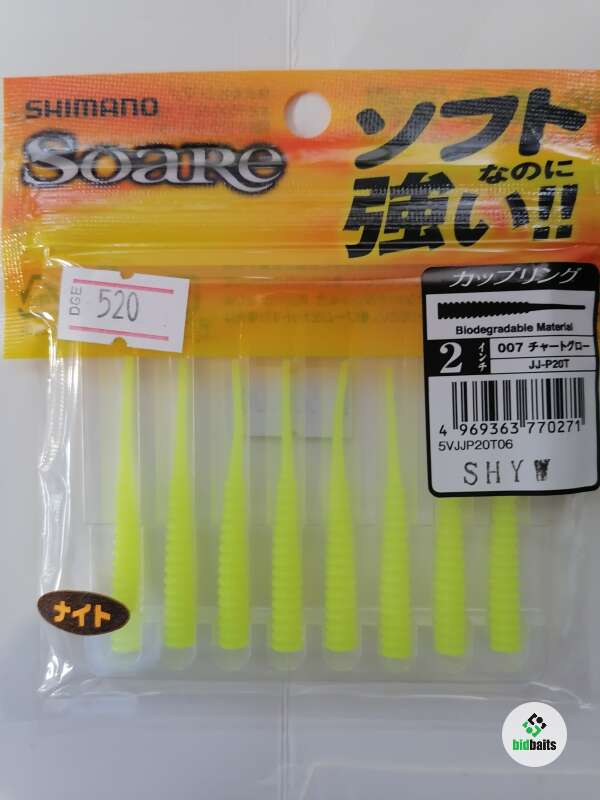 SHIMANO
SoaRe
ソフト
なのに
強い!!
DGE
520
カップリング
Biodegradable Material
2 インチ
007 チャートグロー
JJ-P20T
4 969363 770271
5VJJP20T06
SHY
ナイト
bidbaits